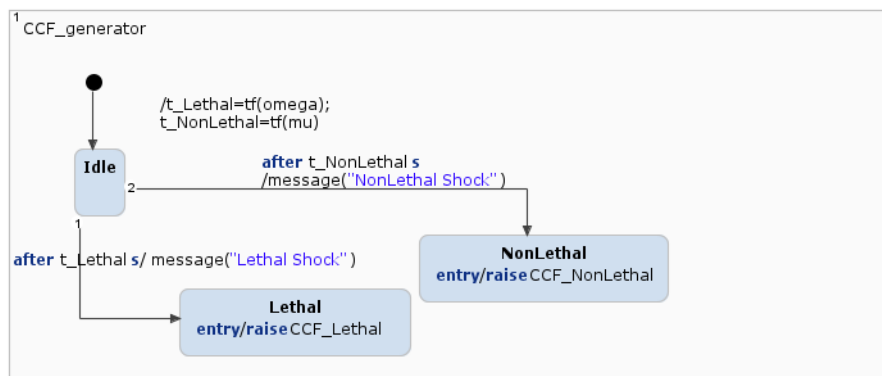 1
CCF_generator
/t_Lethal=tf(omega);
t_NonLethal=tf(mu)
Idle
after t_NonLethal s
2
/message("NonLethal Shock")
1
NonLethal
after t_Lethal s/ message("Lethal Shock")
entry/raise CCF_NonLethal
Lethal
entry/raise CCF_Lethal